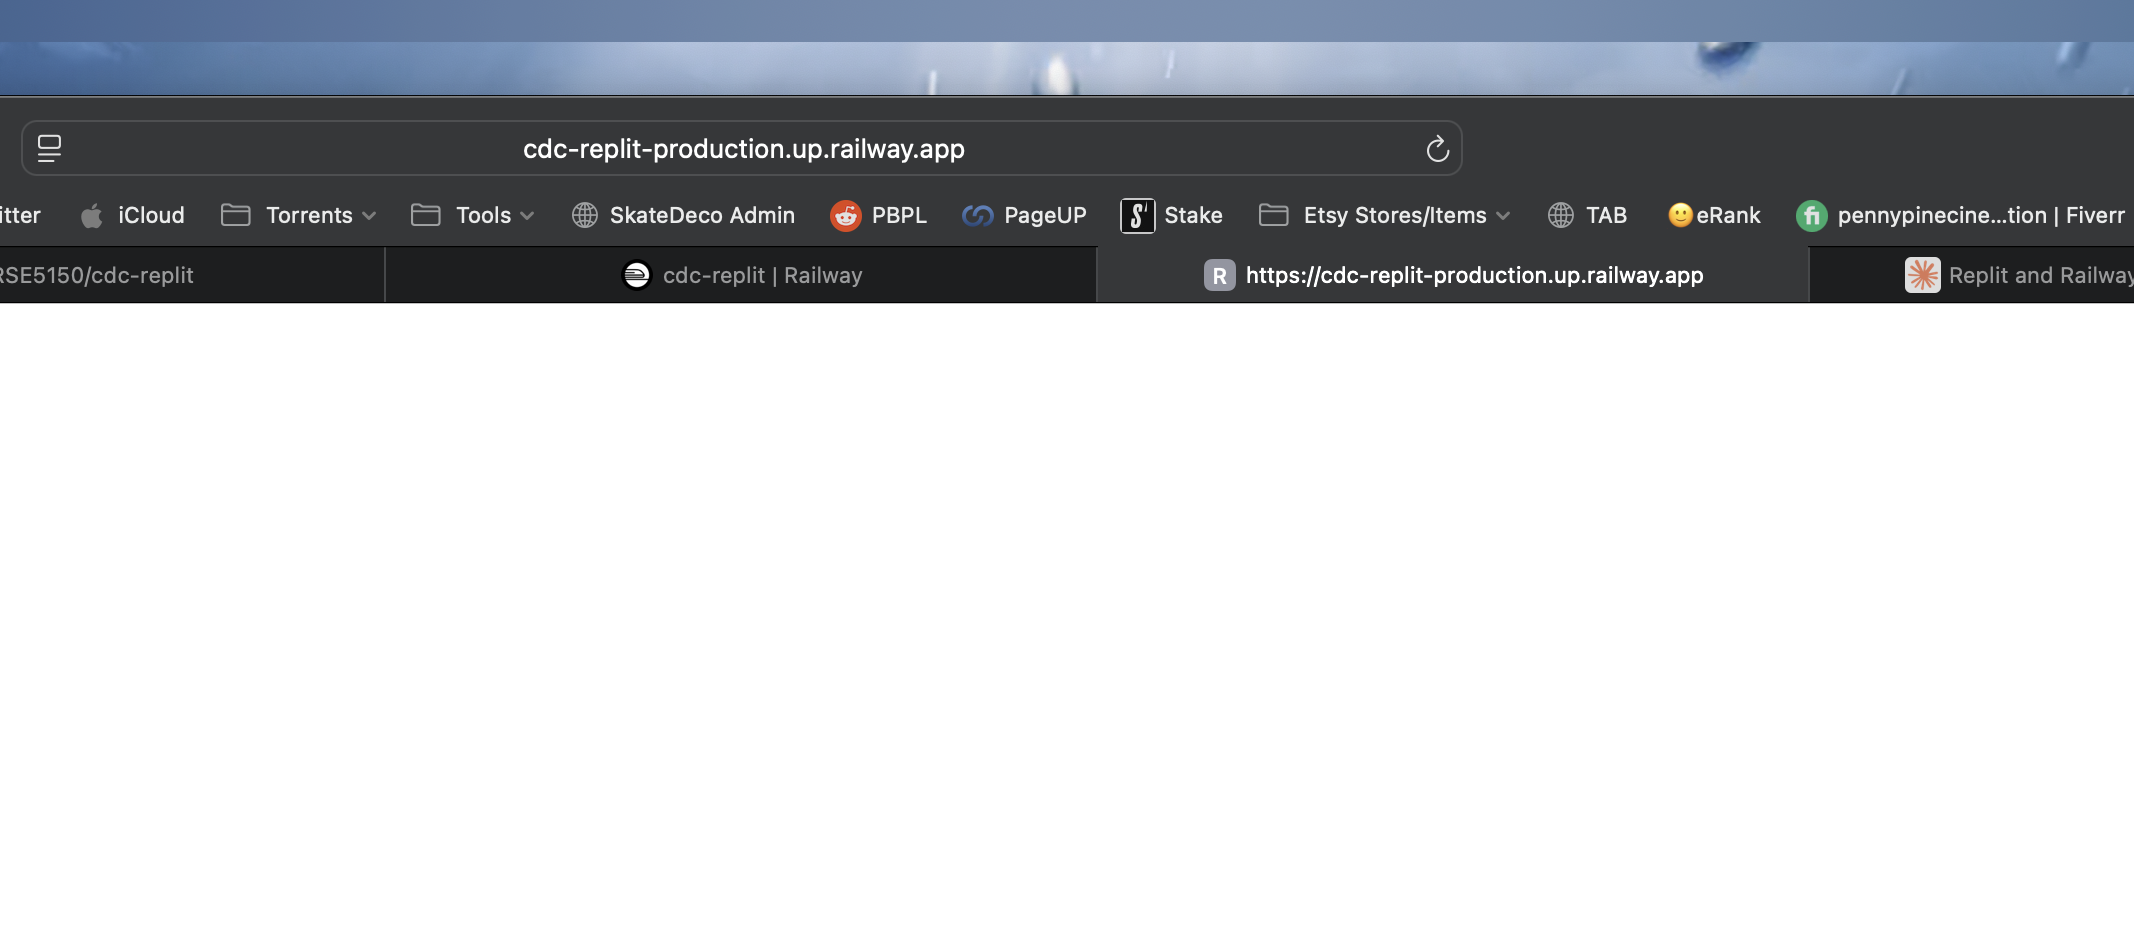 cdc-replit-production.up.railway.app
itter iCloud Torrents Tools SkateDeco Admin PBPL PageUP S Stake Etsy Stores/Items TAB eRank fi pennypinecine...tion | Fiverr
RSE5150/cdc-replit cdc-replit | Railway R https://cdc-replit-production.up.railway.app Replit and Railway